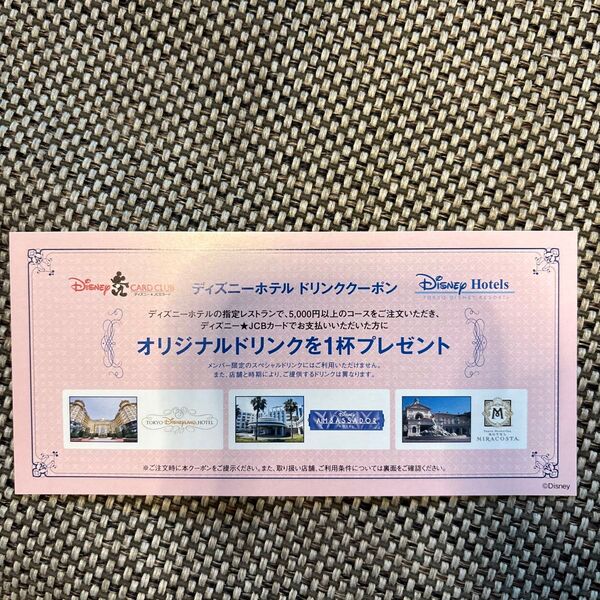 Disney CARD CLUB
ディズニー★JCBカード
ディズニーホテル ドリンククーポン
Disney Hotels
TOKYO DISNEY RESORT
ディズニーホテルの指定レストランで、5,000円以上のコースをご注文いただき、
ディズニー★JCBカードでお支払いいただいた方に
オリジナルドリンクを1杯プレゼント
メンバー限定のスペシャルドリンクにはご利用いただけません。
また、店舗と時期により、ご提供するドリンクは異なります。
TOKYO DISNEYLAND HOTEL
Disney
AMBASSADOR
HOTEL
M
Tokyo DisneySea
HOTEL
MIRACOSTA
※ご注文時に本クーポンをご提示ください。また、取り扱い店舗、ご利用条件については裏面をご確認ください。
©Disney